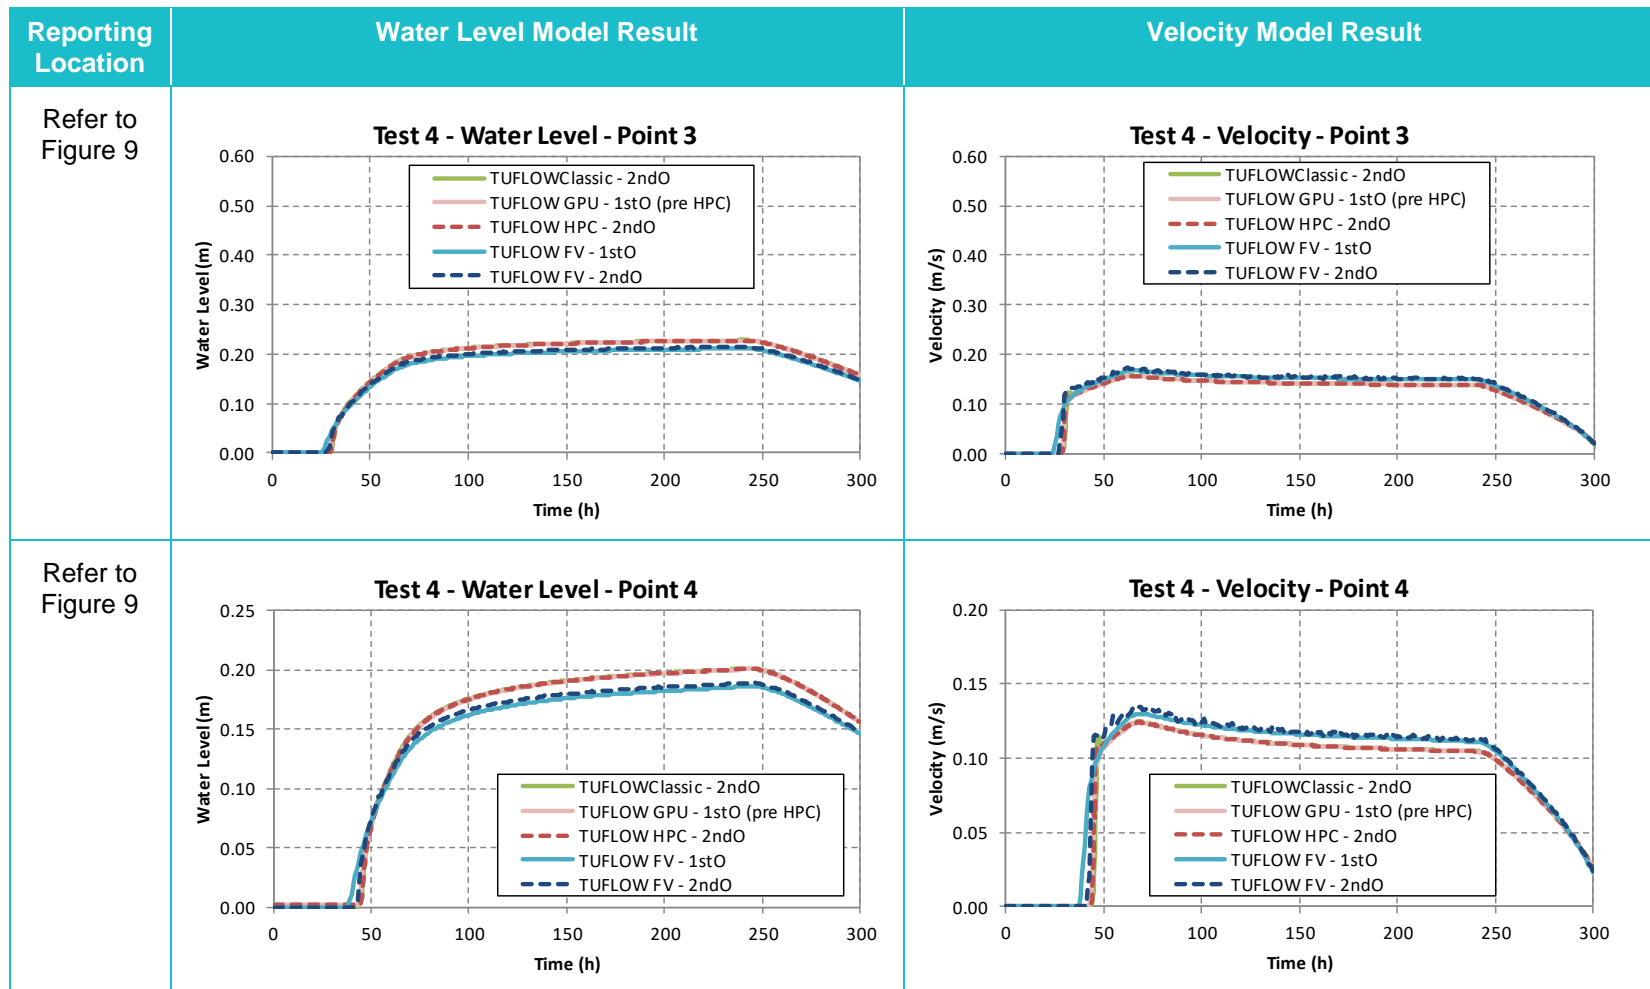 Reporting
Location
Water Level Model Result
Velocity Model Result
Refer to
Figure 9
Test 4 - Water Level - Point 3
0.60
0.50
0.40
0.30
0.20
0.10
0.00
Water Level (m)
TUFLOWClassic - 2ndO
TUFLOW GPU - 1stO (pre HPC)
TUFLOW HPC - 2ndO
TUFLOW FV - 1stO
TUFLOW FV - 2ndO
0 50 100 150 200 250 300
Time (h)
Test 4 - Velocity - Point 3
0.60
0.50
0.40
0.30
0.20
0.10
0.00
Velocity (m/s)
TUFLOWClassic - 2ndO
TUFLOW GPU - 1stO (pre HPC)
TUFLOW HPC - 2ndO
TUFLOW FV - 1stO
TUFLOW FV - 2ndO
0 50 100 150 200 250 300
Time (h)
Refer to
Figure 9
Test 4 - Water Level - Point 4
0.25
0.20
0.15
0.10
0.05
0.00
Water Level (m)
TUFLOWClassic - 2ndO
TUFLOW GPU - 1stO (pre HPC)
TUFLOW HPC - 2ndO
TUFLOW FV - 1stO
TUFLOW FV - 2ndO
0 50 100 150 200 250 300
Time (h)
Test 4 - Velocity - Point 4
0.20
0.15
0.10
0.05
0.00
Velocity (m/s)
TUFLOWClassic - 2ndO
TUFLOW GPU - 1stO (pre HPC)
TUFLOW HPC - 2ndO
TUFLOW FV - 1stO
TUFLOW FV - 2ndO
0 50 100 150 200 250 300
Time (h)